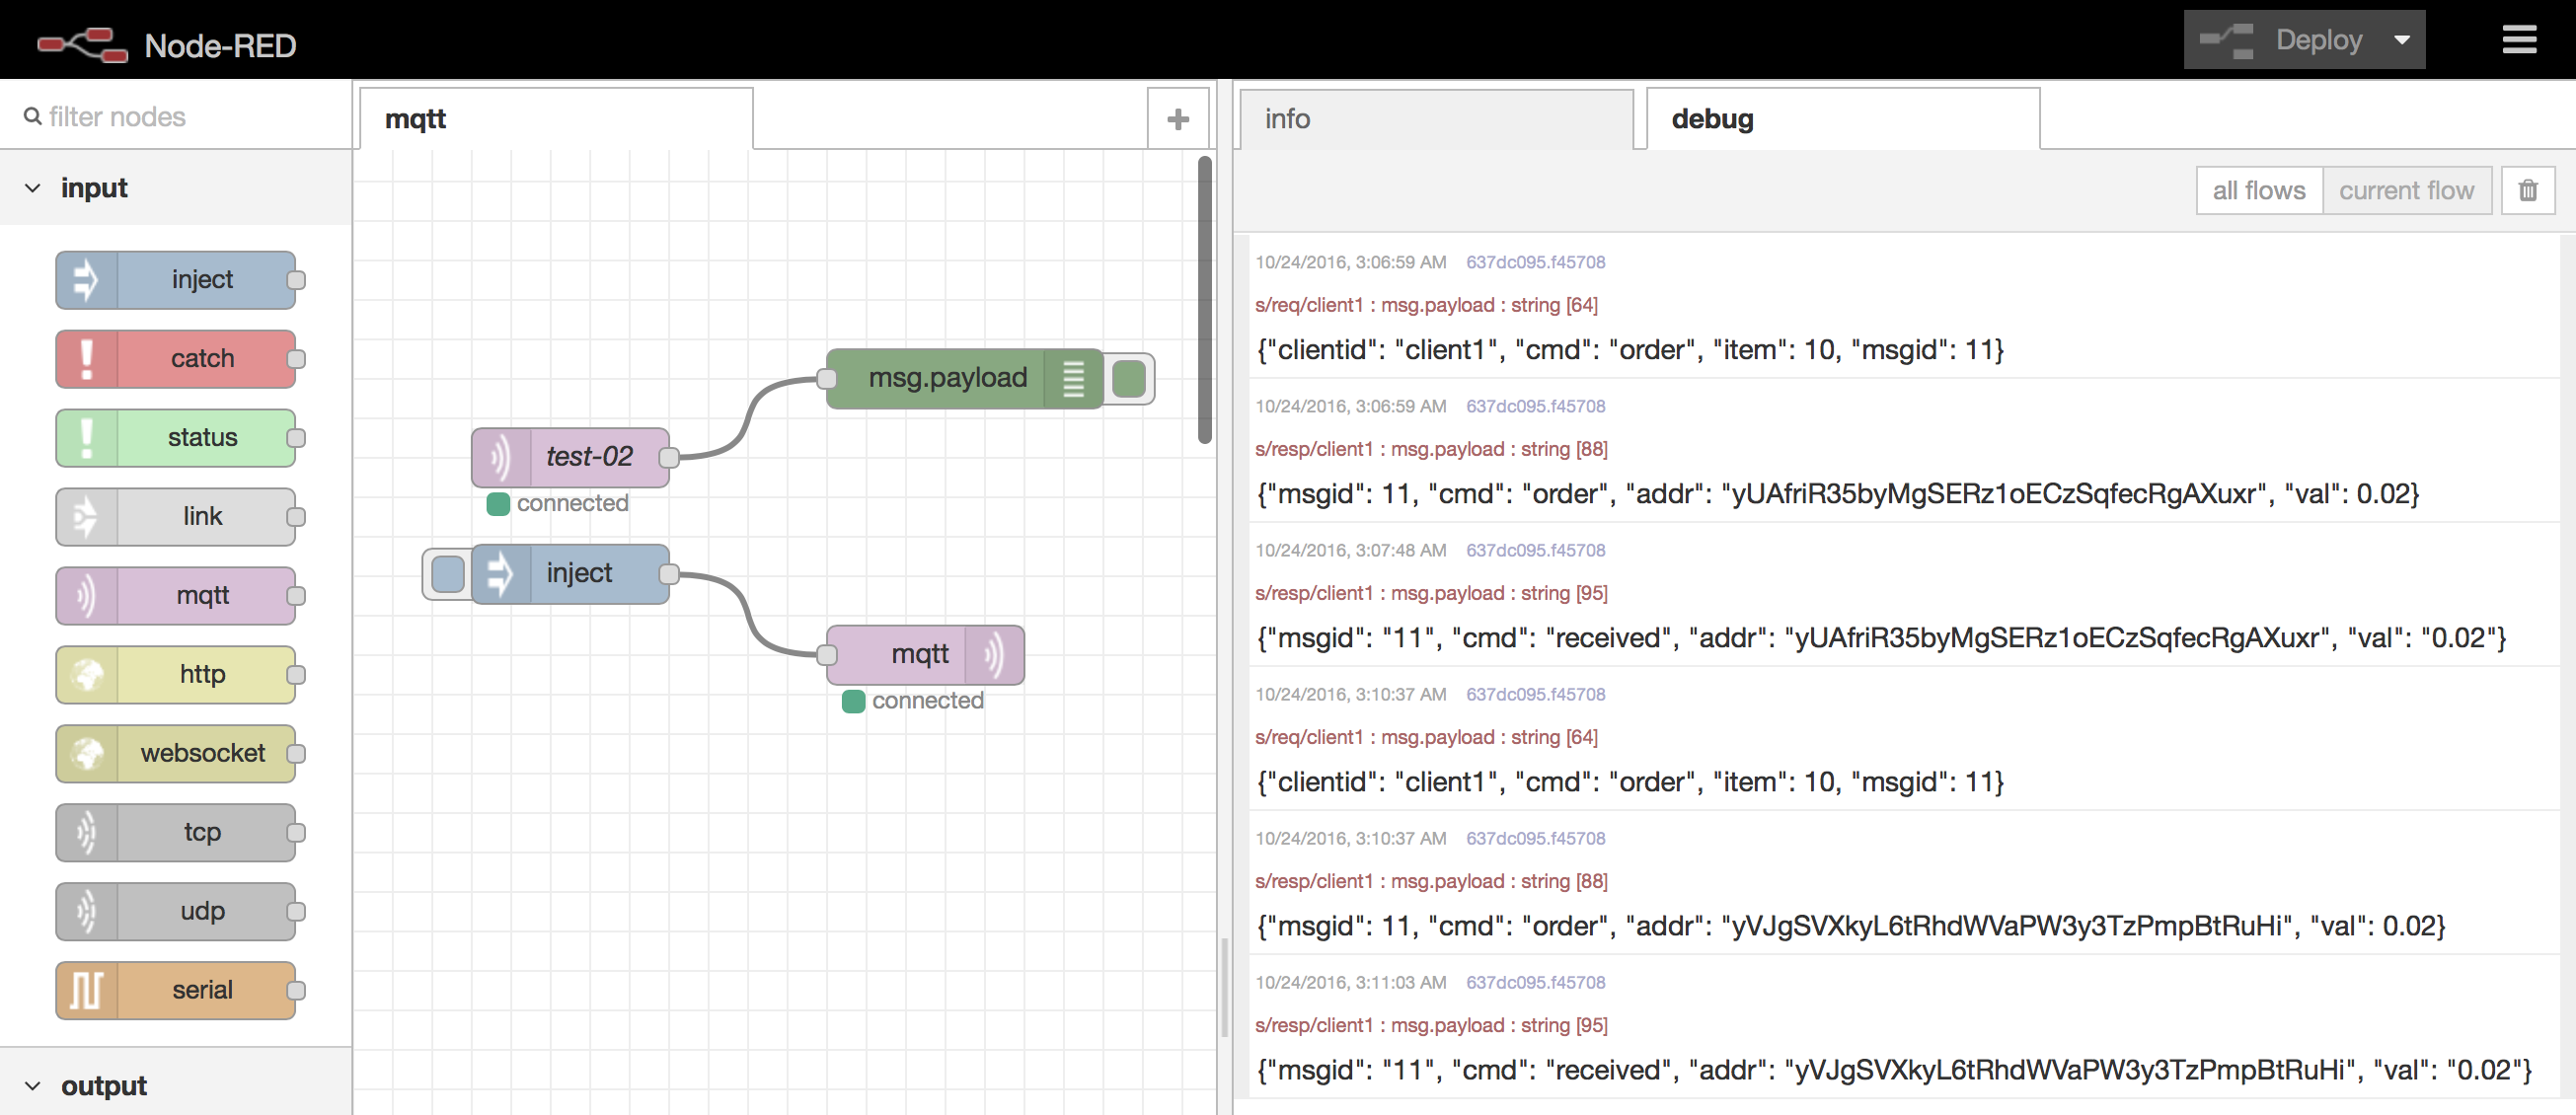 Node-RED
Deploy
filter nodes
mqtt
info
debug
input
all flows
current flow
inject
catch
status
link
mqtt
http
websocket
tcp
udp
serial
output
msg.payload
test-02
connected
inject
mqtt
connected
10/24/2016, 3:06:59 AM 637dc095.f45708
s/req/client1 : msg.payload : string [64]
{"clientid": "client1", "cmd": "order", "item": 10, "msgid": 11}
10/24/2016, 3:06:59 AM 637dc095.f45708
s/resp/client1 : msg.payload : string [88]
{"msgid": 11, "cmd": "order", "addr": "yUAfriR35byMgSERz1oECzSqfecRgAXuxr", "val": 0.02}
10/24/2016, 3:07:48 AM 637dc095.f45708
s/resp/client1 : msg.payload : string [95]
{"msgid": "11", "cmd": "received", "addr": "yUAfriR35byMgSERz1oECzSqfecRgAXuxr", "val": "0.02"}
10/24/2016, 3:10:37 AM 637dc095.f45708
s/req/client1 : msg.payload : string [64]
{"clientid": "client1", "cmd": "order", "item": 10, "msgid": 11}
10/24/2016, 3:10:37 AM 637dc095.f45708
s/resp/client1 : msg.payload : string [88]
{"msgid": 11, "cmd": "order", "addr": "yVJgSVXkyL6tRhdWVaPW3y3TzPmpBtRuHi", "val": 0.02}
10/24/2016, 3:11:03 AM 637dc095.f45708
s/resp/client1 : msg.payload : string [95]
{"msgid": "11", "cmd": "received", "addr": "yVJgSVXkyL6tRhdWVaPW3y3TzPmpBtRuHi", "val": "0.02"}